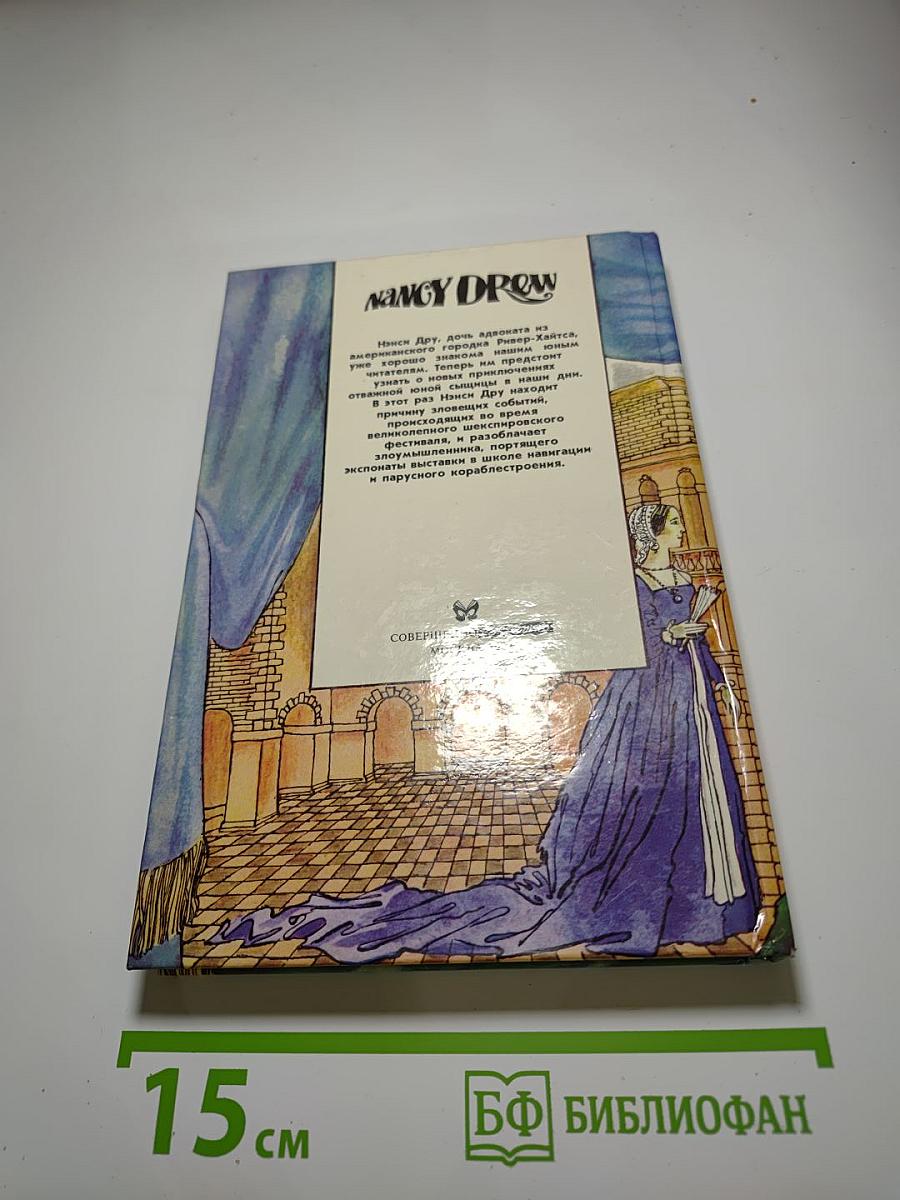 NANCY DREW
Нэнси Дру, дочь адвоката из
американского городка Ривер-Хайтса,
уже хорошо знакома нашим юным
читателям. Теперь им предстоит
узнать о новых приключениях
отважной юной сыщицы в наши дни.
В этот раз Нэнси Дру находит
причину зловещих событий,
происходящих во время
великолепного шекспировского
фестиваля, и разоблачает
злоумышленника, портящего
экспонаты выставки в школе навигации
и парусного кораблестроения.
15 см
БФ БИБЛИОФАН